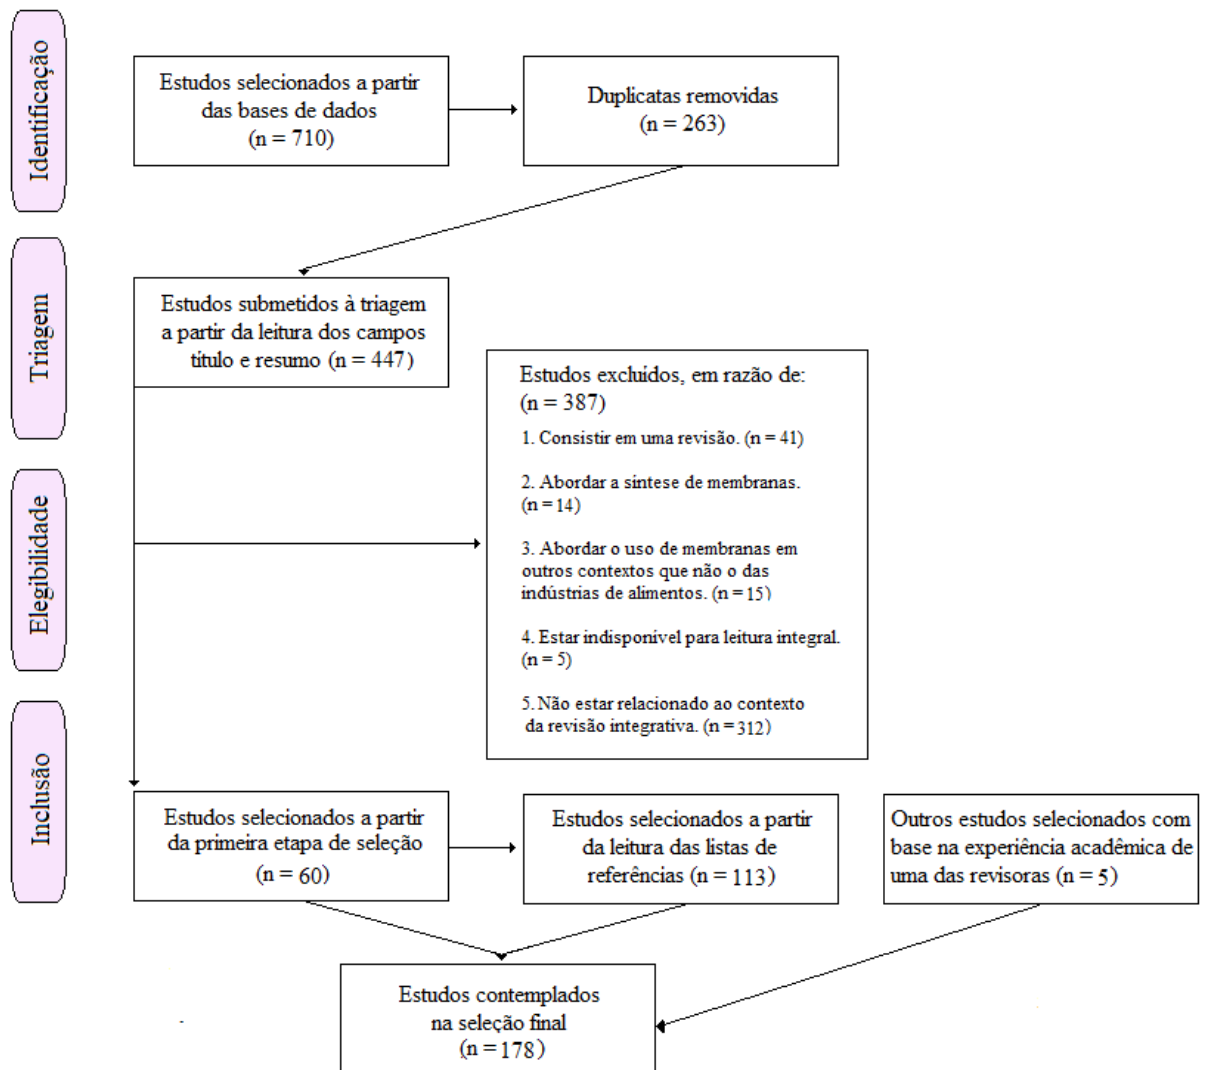 Identificação
Estudos selecionados a partir
das bases de dados
(n = 710)
Duplicatas removidas
(n = 263)
Triagem
Estudos submetidos à triagem
a partir da leitura dos campos
título e resumo (n = 447)
Elegibilidade
Estudos excluídos, em razão de:
(n = 387)
1. Consistir em uma revisão. (n = 41)
2. Abordar a síntese de membranas.
(n = 14)
3. Abordar o uso de membranas em
outros contextos que não o das
indústrias de alimentos. (n = 15)
4. Estar indisponível para leitura integral.
(n = 5)
5. Não estar relacionado ao contexto
da revisão integrativa. (n = 312)
Inclusão
Estudos selecionados a partir
da primeira etapa de seleção
(n = 60)
Estudos selecionados a partir
da leitura das listas de
referências (n = 113)
Outros estudos selecionados com
base na experiência acadêmica de
uma das revisoras (n = 5)
Estudos contemplados
na seleção final
(n = 178)